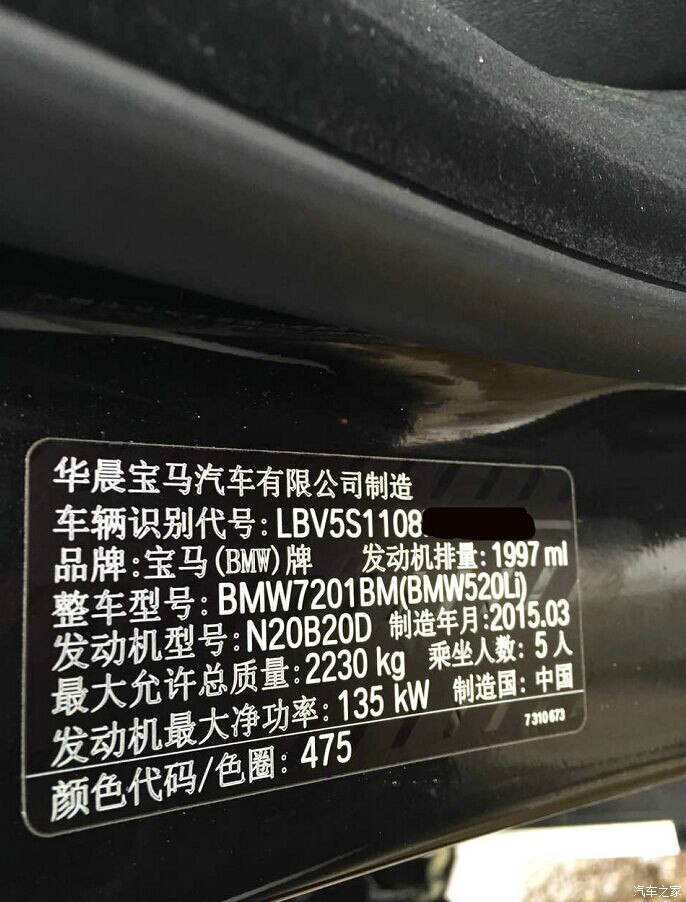 华晨宝马汽车有限公司制造
车辆识别代号:LBV5S1108
品牌:宝马(BMW)牌 发动机排量:1997 ml
整车型号:BMW7201BM(BMW520Li)
发动机型号:N20B20D 制造年月:2015.03
最大允许总质量:2230 kg 乘坐人数:5人
发动机最大净功率:135 kW 制造国:中国
7 310 673
颜色代码/色圈:475
汽车之家